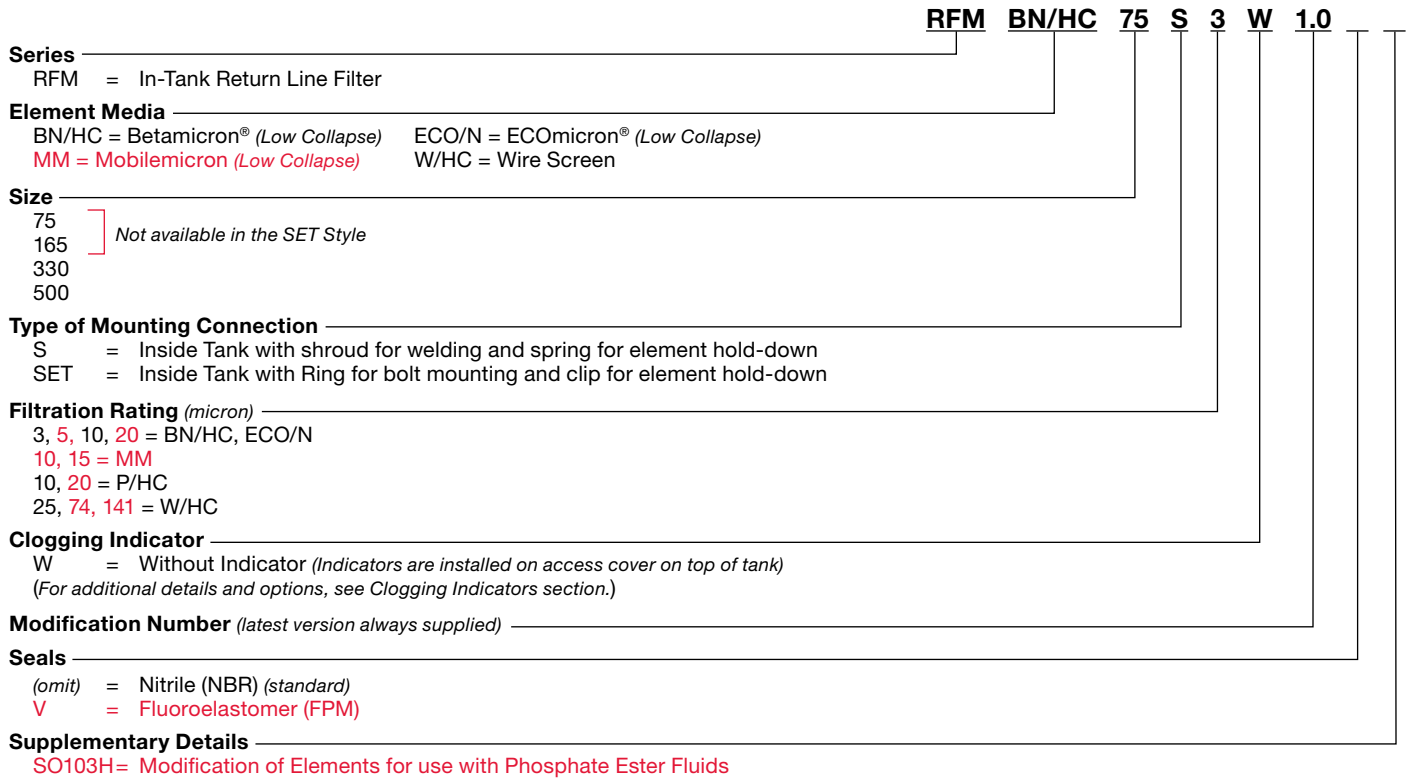 RFM BN/HC 75 S 3 W 1.0
Series
RFM = In-Tank Return Line Filter
Element Media
BN/HC = Betamicron® (Low Collapse) ECO/N = ECOmicron® (Low Collapse)
MM = Mobilemicron (Low Collapse) W/HC = Wire Screen
Size
75
165
Not available in the SET Style
330
500
Type of Mounting Connection
S = Inside Tank with shroud for welding and spring for element hold-down
SET = Inside Tank with Ring for bolt mounting and clip for element hold-down
Filtration Rating (micron)
3, 5, 10, 20 = BN/HC, ECO/N
10, 15 = MM
10, 20 = P/HC
25, 74, 141 = W/HC
Clogging Indicator
W = Without Indicator (Indicators are installed on access cover on top of tank)
(For additional details and options, see Clogging Indicators section.)
Modification Number (latest version always supplied)
Seals
(omit) = Nitrile (NBR) (standard)
V = Fluoroelastomer (FPM)
Supplementary Details
SO103H= Modification of Elements for use with Phosphate Ester Fluids